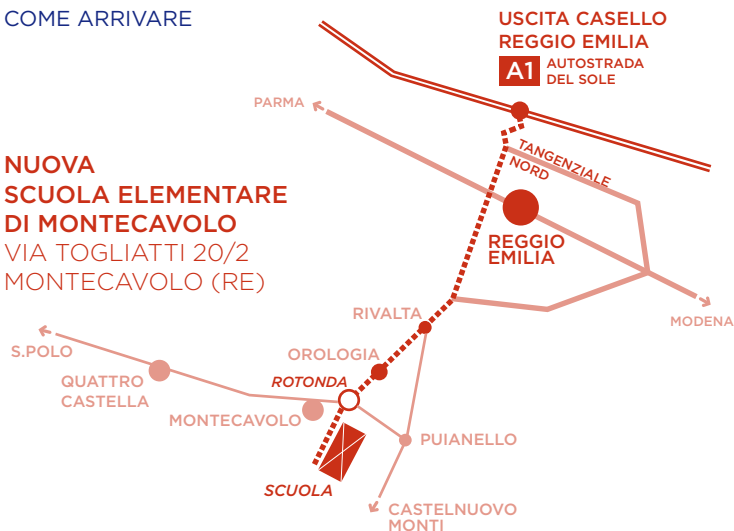 COME ARRIVARE
USCITA CASELLO
REGGIO EMILIA
A1 AUTOSTRADA
DEL SOLE
PARMA
TANGENZIALE
NORD
NUOVA
SCUOLA ELEMENTARE
DI MONTECAVOLO
VIA TOGLIATTI 20/2
MONTECAVOLO (RE)
REGGIO
EMILIA
RIVALTA
MODENA
S.POLO
OROLOGIA
QUATTRO
CASTELLA
ROTONDA
MONTECAVOLO
PUIANELLO
SCUOLA
CASTELNUOVO
MONTI